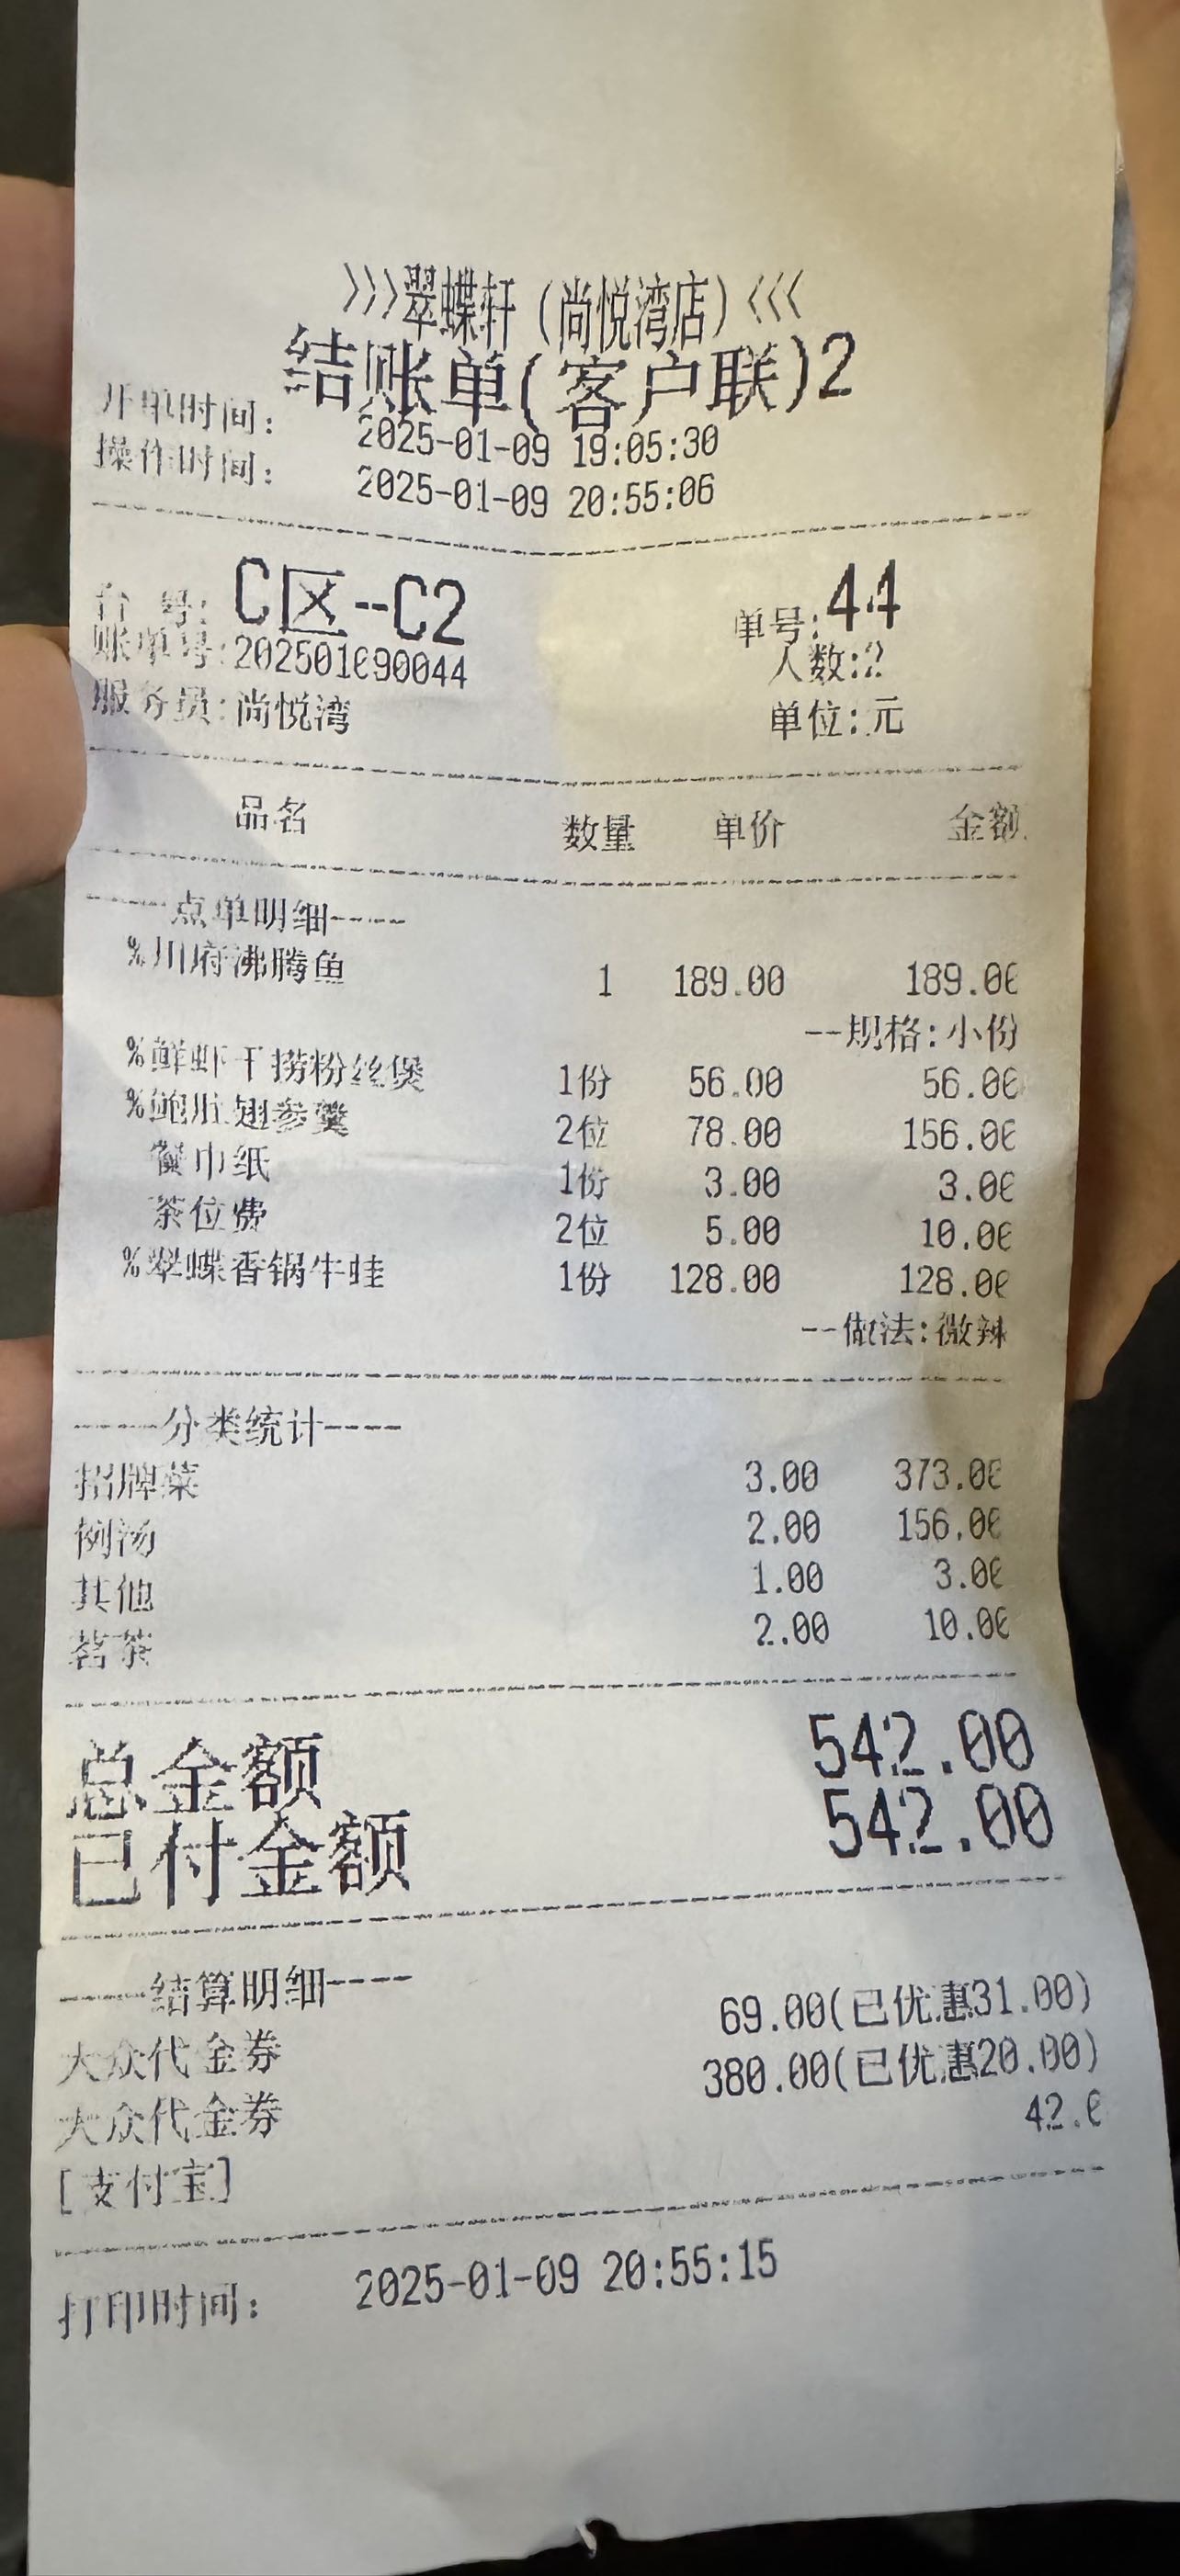 >>>翠蝶轩(尚悦湾店)<<<
结账单(客户联)2
开单时间: 2025-01-09 19:05:30
操作时间: 2025-01-09 20:55:06
台 号: C区--C2 单号:44
账单号:202501090044 人数:2
服务员:尚悦湾 单位:元
品名 数量 单价 金额
----点单明细----
%川府沸腾鱼 1 189.00 189.00
--规格:小份
%鲜虾干捞粉丝煲 1份 56.00 56.00
%鲍肚翅参羹 2位 78.00 156.00
餐巾纸 1份 3.00 3.00
茶位费 2位 5.00 10.00
%翠蝶香锅牛蛙 1份 128.00 128.00
--做法:微辣
----分类统计----
招牌菜 3.00 373.00
例汤 2.00 156.00
其他 1.00 3.00
茗茶 2.00 10.00
总金额 542.00
已付金额 542.00
----结算明细----
大众代金券 69.00(已优惠31.00)
大众代金券 380.00(已优惠20.00)
[支付宝] 42.0
打印时间: 2025-01-09 20:55:15